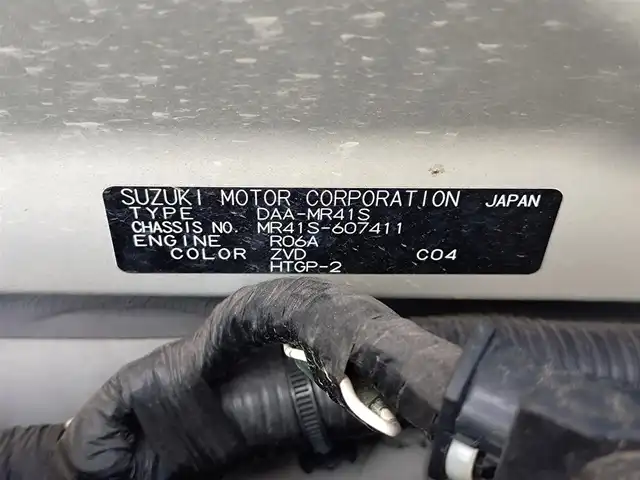 SUZUKI MOTOR CORPORATION JAPAN
TYPE DAA-MR41S
CHASSIS NO. MR41S-607411
ENGINE R06A
COLOR ZVD C04
HTGP-2